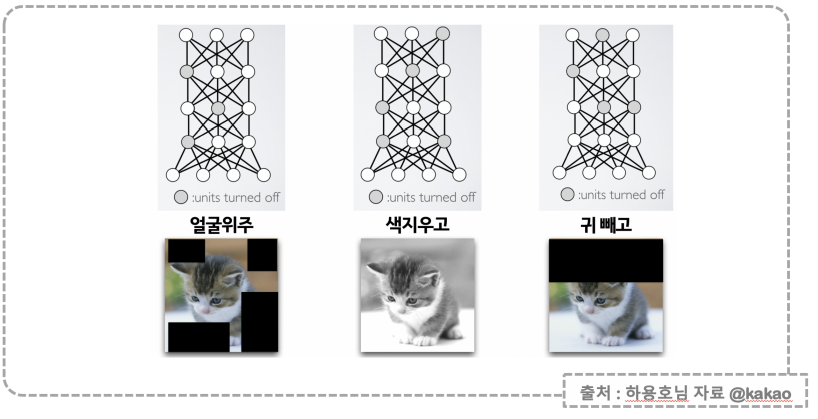 :units turned off
:units turned off
:units turned off
얼굴위주
색지우고
귀 빼고
출처 : 하용호님 자료 @kakao